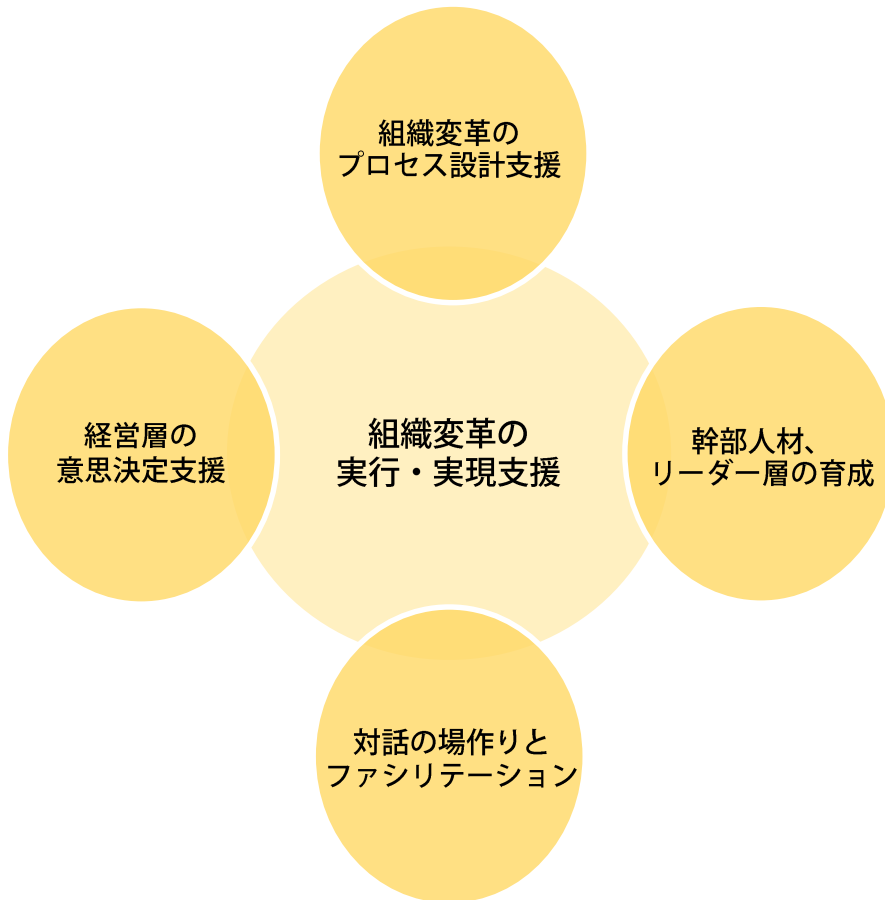 組織変革の
プロセス設計支援
経営層の
意思決定支援
組織変革の
実行・実現支援
幹部人材、
リーダー層の育成
対話の場作りと
ファシリテーション